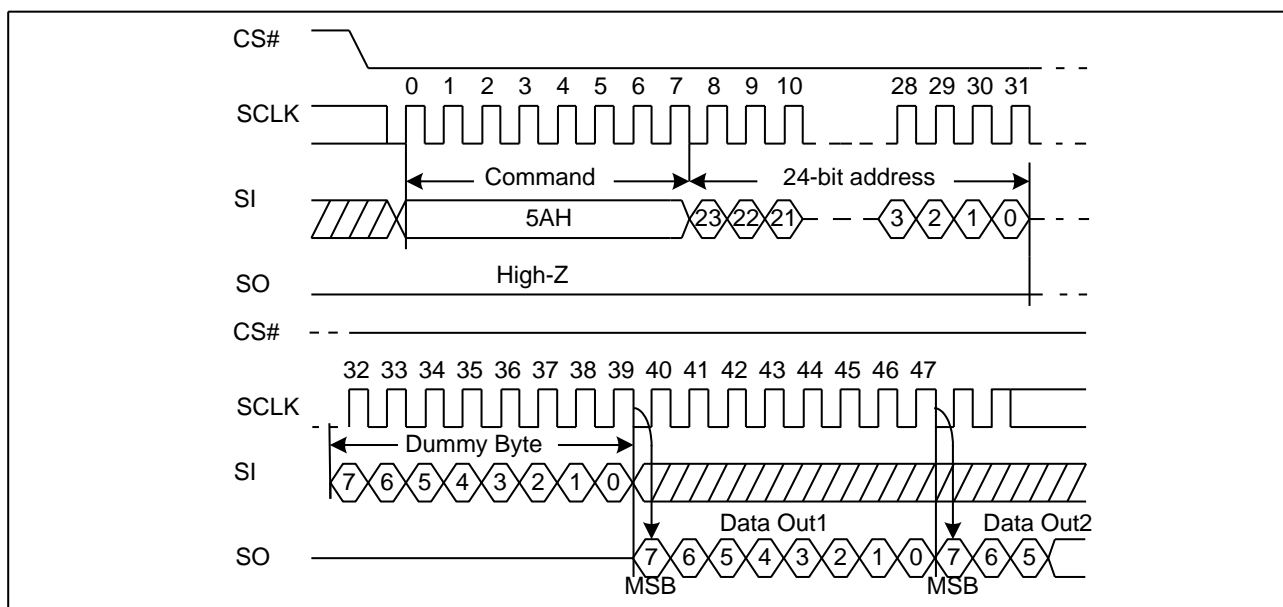 CS#
0 1 2 3 4 5 6 7 8 9 10 28 29 30 31
SCLK
Command 24-bit address
SI
5AH 23 22 21 3 2 1 0
High-Z
SO
CS#
32 33 34 35 36 37 38 39 40 41 42 43 44 45 46 47
SCLK
Dummy Byte
SI
7 6 5 4 3 2 1 0
Data Out1 Data Out2
SO
7 6 5 4 3 2 1 0 7 6 5
MSB MSB